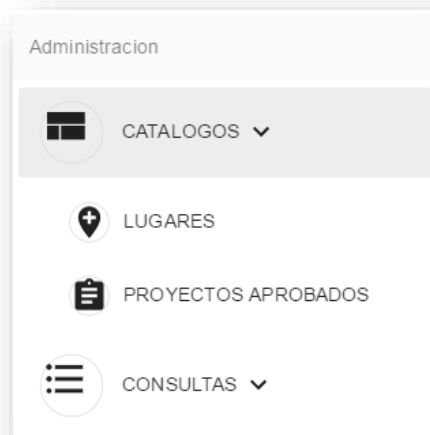 Administracion
CATALOGOS
LUGARES
PROYECTOS APROBADOS
CONSULTAS